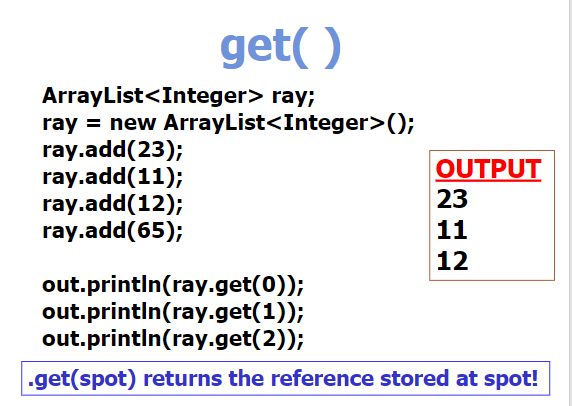 get( )
ArrayList<Integer> ray;
ray = new ArrayList<Integer>();
ray.add(23);
ray.add(11);
ray.add(12);
ray.add(65);
OUTPUT
23
11
12
out.println(ray.get(0));
out.println(ray.get(1));
out.println(ray.get(2));
.get(spot) returns the reference stored at spot!